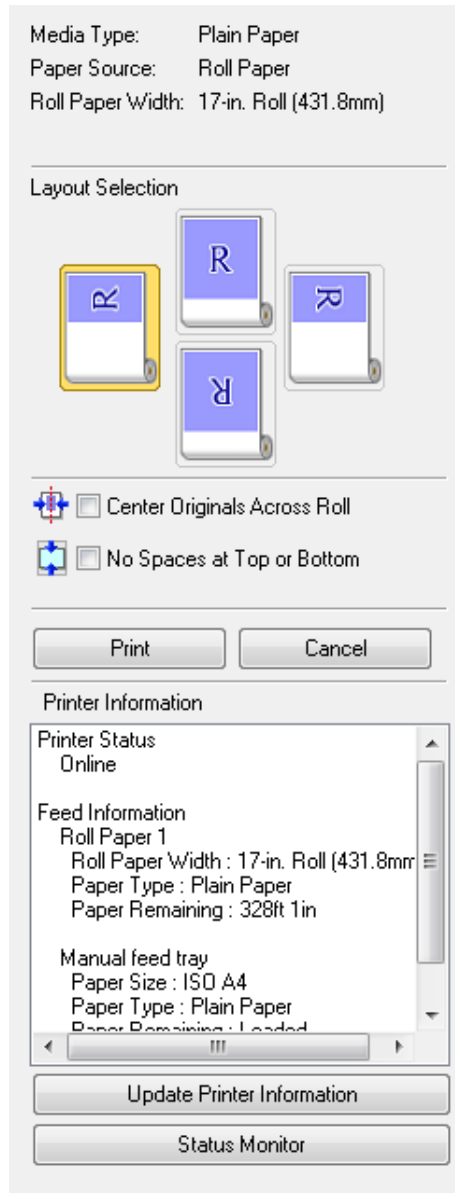 Media Type: Plain Paper
Paper Source: Roll Paper
Roll Paper Width: 17-in. Roll (431.8mm)
Layout Selection
R
R
R
R
Center Originals Across Roll
No Spaces at Top or Bottom
Print Cancel
Printer Information
Printer Status
Online
Feed Information
Roll Paper 1
Roll Paper Width : 17-in. Roll (431.8mm
Paper Type : Plain Paper
Paper Remaining : 328ft 1in
Manual feed tray
Paper Size : ISO A4
Paper Type : Plain Paper
Paper Remaining : Loaded
Update Printer Information
Status Monitor